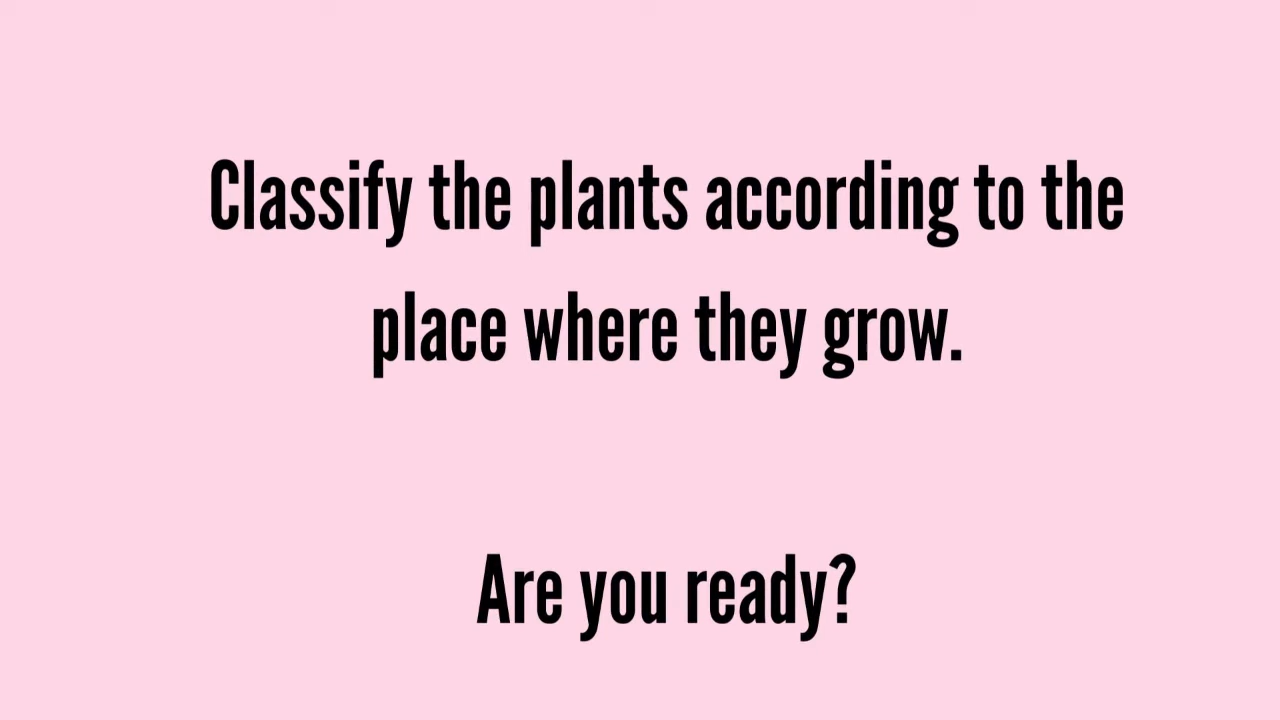 Classify the plants according to the
place where they grow.
Are you ready?